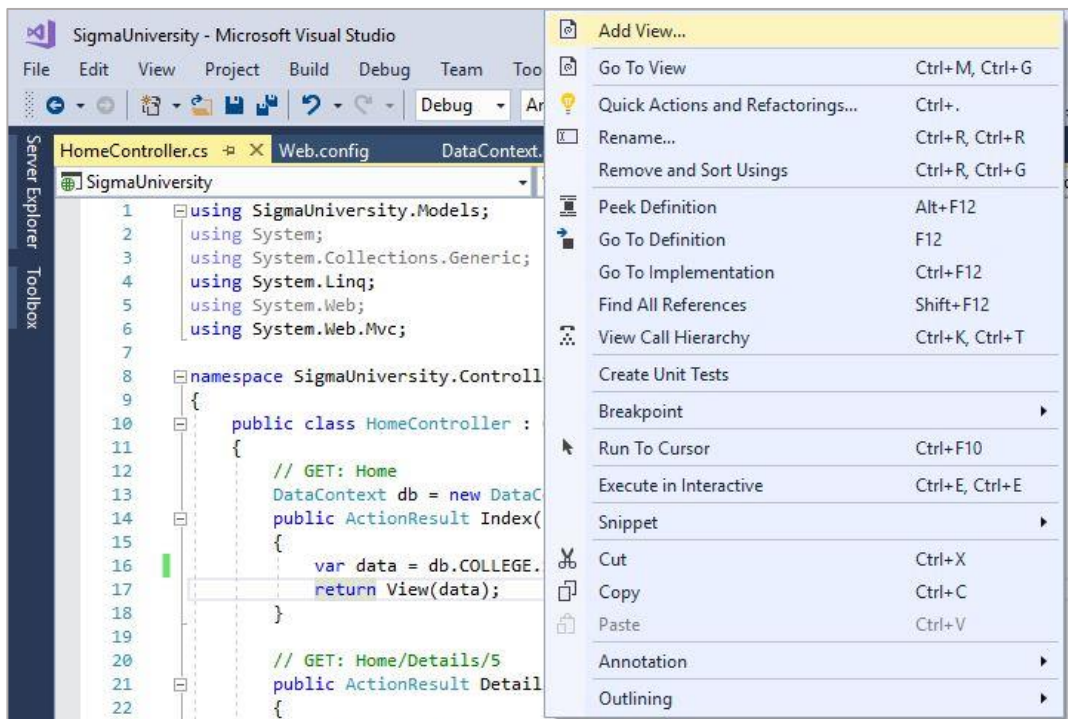 SigmaUniversity - Microsoft Visual Studio
File Edit View Project Build Debug Team Too
Debug Ar
Server Explorer
Toolbox
HomeController.cs Web.config DataContext.
SigmaUniversity
1 using SigmaUniversity.Models;
2 using System;
3 using System.Collections.Generic;
4 using System.Linq;
5 using System.Web;
6 using System.Web.Mvc;
7
8 namespace SigmaUniversity.Controll
9 {
10 public class HomeController :
11 {
12 // GET: Home
13 DataContext db = new DataC
14 public ActionResult Index(
15 {
16 var data = db.COLLEGE.
17 return View(data);
18 }
19
20 // GET: Home/Details/5
21 public ActionResult Detail
22 {
Add View...
Go To View Ctrl+M, Ctrl+G
Quick Actions and Refactorings... Ctrl+.
Rename... Ctrl+R, Ctrl+R
Remove and Sort Usings Ctrl+R, Ctrl+G
Peek Definition Alt+F12
Go To Definition F12
Go To Implementation Ctrl+F12
Find All References Shift+F12
View Call Hierarchy Ctrl+K, Ctrl+T
Create Unit Tests
Breakpoint
Run To Cursor Ctrl+F10
Execute in Interactive Ctrl+E, Ctrl+E
Snippet
Cut Ctrl+X
Copy Ctrl+C
Paste Ctrl+V
Annotation
Outlining